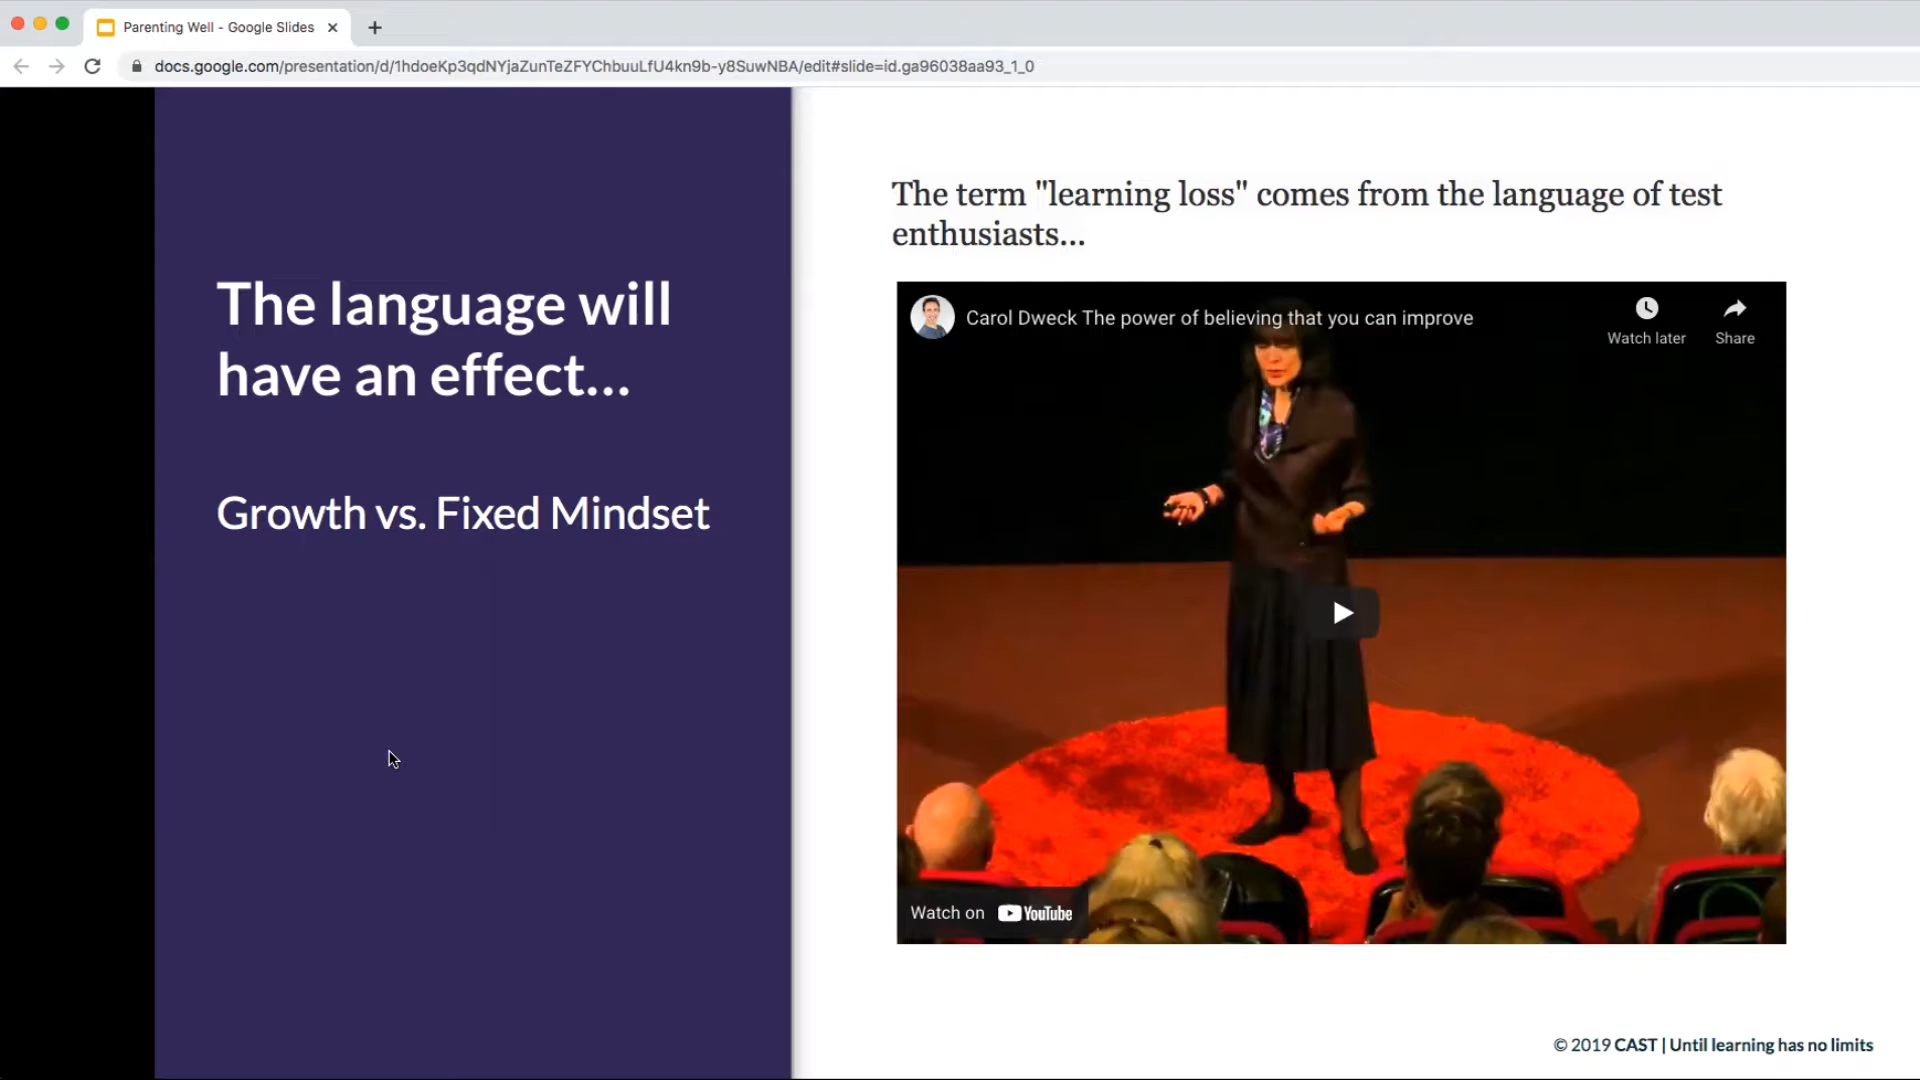 Parenting Well - Google Slides
docs.google.com/presentation/d/1hdoeKp3qdNYjaZunTeZFYChbuuLfU4kn9b-y8SuwNBA/edit#slide=id.ga96038aa93_1_0
The language will
have an effect...
Growth vs. Fixed Mindset
The term "learning loss" comes from the language of test
enthusiasts...
Carol Dweck The power of believing that you can improve
Watch later
Share
Watch on YouTube
© 2019 CAST | Until learning has no limits